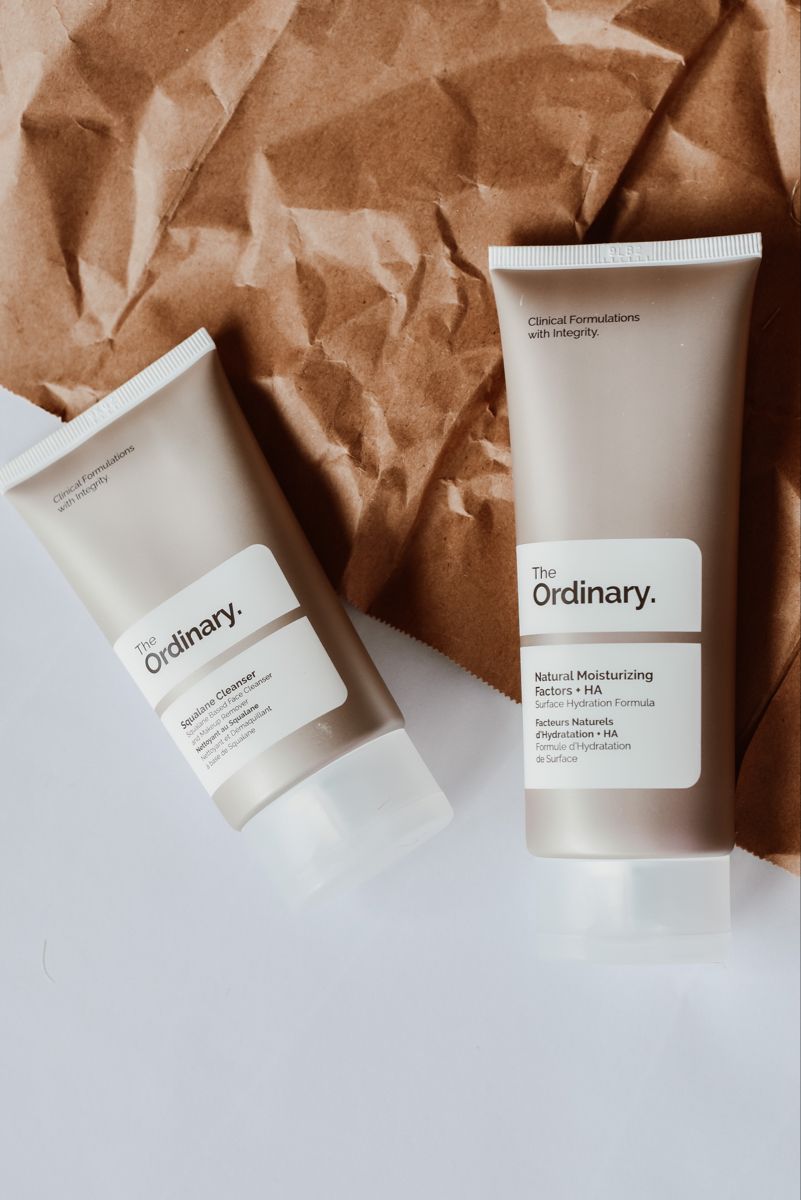 Clinical Formulations
with Integrity.
The
Ordinary.
Squalane Cleanser
Squalane Based Face Cleanser
and Makeup Remover
Nettoyant au Squalane
Nettoyant et Démaquillant
à base de Squalane
Clinical Formulations
with Integrity.
The
Ordinary.
Natural Moisturizing
Factors + HA
Surface Hydration Formula
Facteurs Naturels
d'Hydratation + HA
Formule d'Hydratation
de Surface